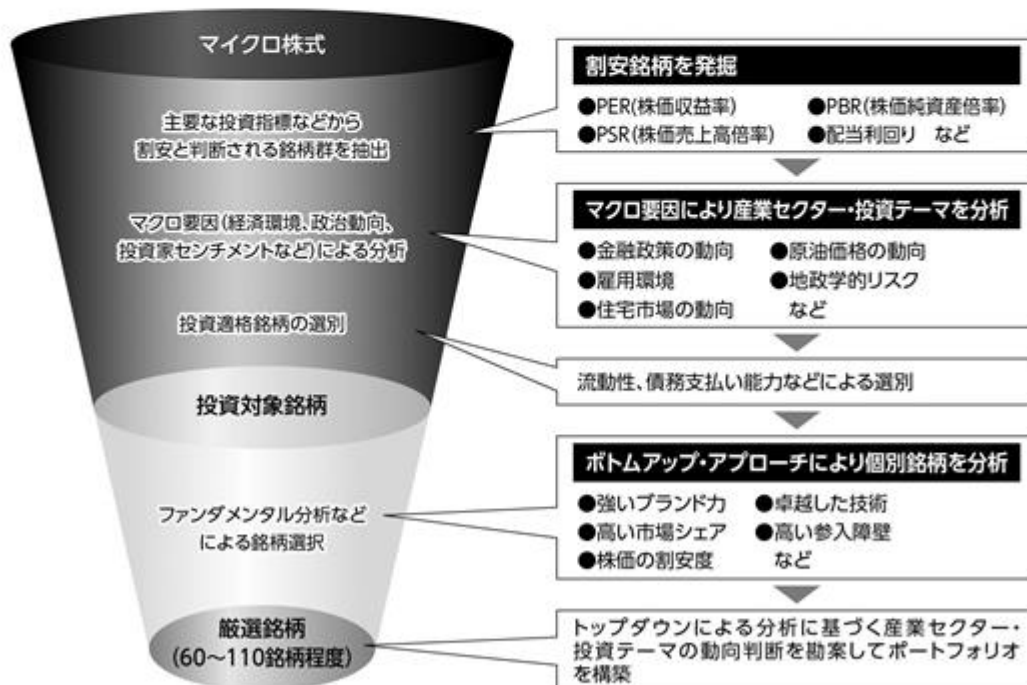 マイクロ株式
主要な投資指標などから
割安と判断される銘柄群を抽出
マクロ要因(経済環境、政治動向、
投資家センチメントなど)による分析
投資適格銘柄の選別
投資対象銘柄
ファンダメンタル分析など
による銘柄選択
厳選銘柄
(60〜110銘柄程度)
割安銘柄を発掘
●PER(株価収益率) ●PBR(株価純資産倍率)
●PSR(株価売上高倍率) ●配当利回り など
マクロ要因により産業セクター・投資テーマを分析
●金融政策の動向 ●原油価格の動向
●雇用環境 ●地政学的リスク
●住宅市場の動向 など
流動性、債務支払い能力などによる選別
ボトムアップ・アプローチにより個別銘柄を分析
●強いブランド力 ●卓越した技術
●高い市場シェア ●高い参入障壁
●株価の割安度 など
トップダウンによる分析に基づく産業セクター・
投資テーマの動向判断を勘案してポートフォリオ
を構築